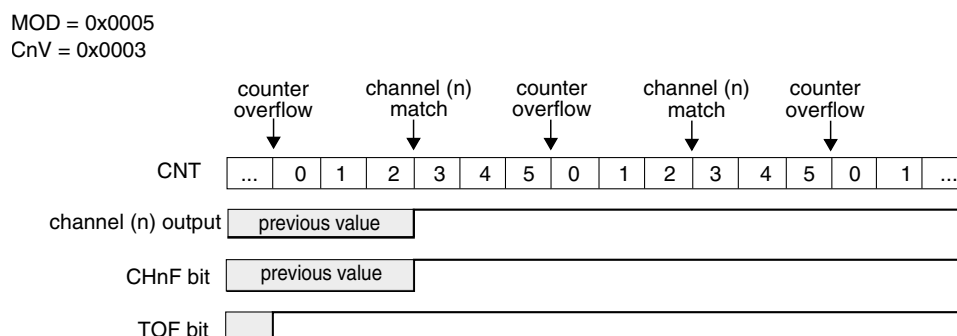 MOD = 0x0005
CnV = 0x0003
counter overflow
channel (n) match
counter overflow
channel (n) match
counter overflow
CNT ... 0 1 2 3 4 5 0 1 2 3 4 5 0 1 ...
channel (n) output previous value
CHnF bit previous value
TOF bit